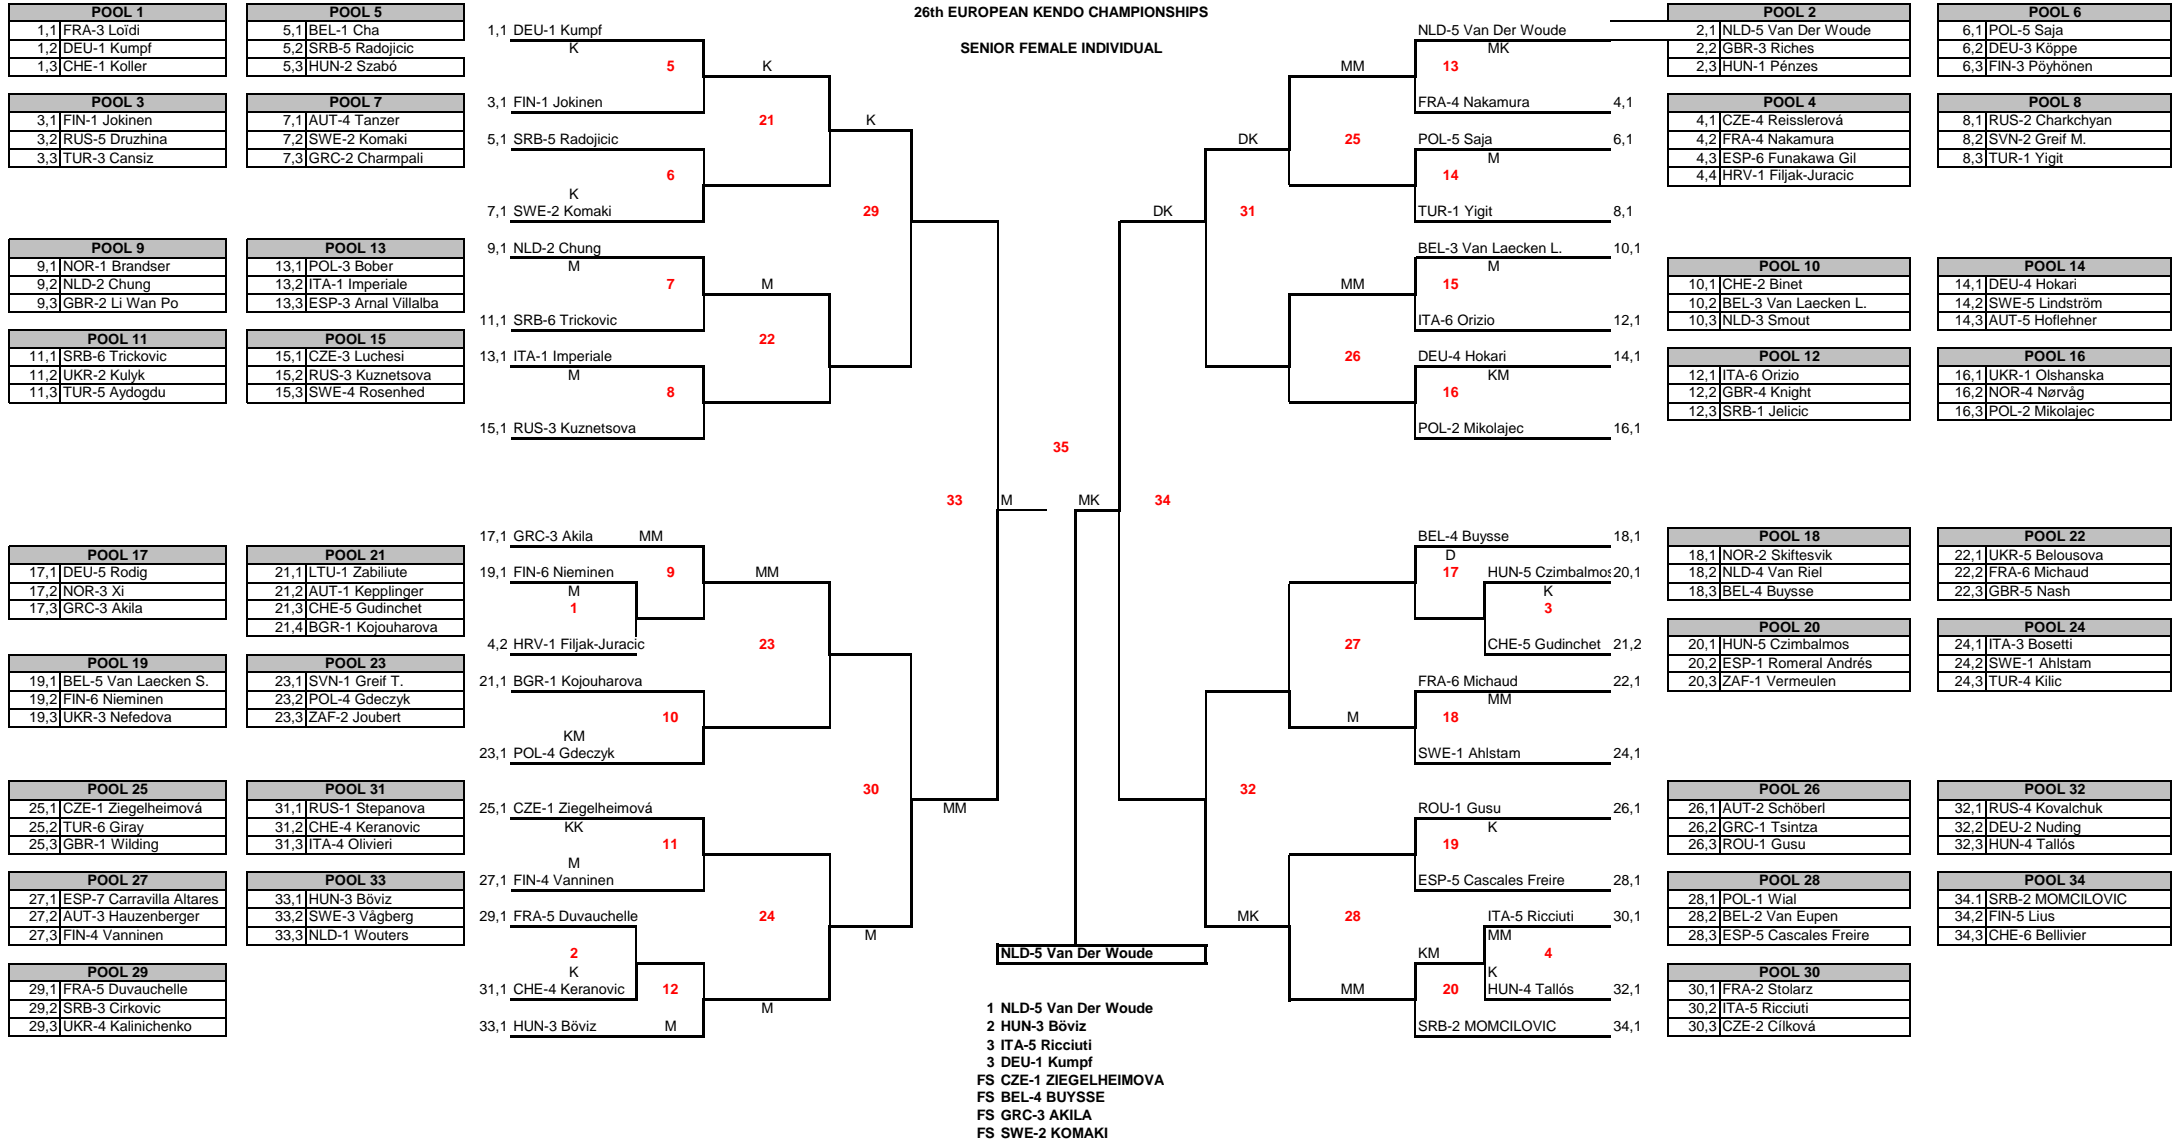 26th EUROPEAN KENDO CHAMPIONSHIPS
SENIOR FEMALE INDIVIDUAL
POOL 1
1,1 FRA-3 Loïdi
1,2 DEU-1 Kumpf
1,3 CHE-1 Koller
POOL 5
5,1 BEL-1 Cha
5,2 SRB-5 Radojicic
5,3 HUN-2 Szabó
POOL 3
3,1 FIN-1 Jokinen
3,2 RUS-5 Druzhina
3,3 TUR-3 Cansiz
POOL 7
7,1 AUT-4 Tanzer
7,2 SWE-2 Komaki
7,3 GRC-2 Charmpali
POOL 9
9,1 NOR-1 Brandser
9,2 NLD-2 Chung
9,3 GBR-2 Li Wan Po
POOL 13
13,1 POL-3 Bober
13,2 ITA-1 Imperiale
13,3 ESP-3 Arnal Villalba
POOL 11
11,1 SRB-6 Trickovic
11,2 UKR-2 Kulyk
11,3 TUR-5 Aydogdu
POOL 15
15,1 CZE-3 Luchesi
15,2 RUS-3 Kuznetsova
15,3 SWE-4 Rosenhed
POOL 17
17,1 DEU-5 Rodig
17,2 NOR-3 Xi
17,3 GRC-3 Akila
POOL 21
21,1 LTU-1 Zabiliute
21,2 AUT-1 Kepplinger
21,3 CHE-5 Gudinchet
21,4 BGR-1 Kojouharova
POOL 19
19,1 BEL-5 Van Laecken S.
19,2 FIN-6 Nieminen
19,3 UKR-3 Nefedova
POOL 23
23,1 SVN-1 Greif T.
23,2 POL-4 Gdeczyk
23,3 ZAF-2 Joubert
POOL 25
25,1 CZE-1 Ziegelheimová
25,2 TUR-6 Giray
25,3 GBR-1 Wilding
POOL 31
31,1 RUS-1 Stepanova
31,2 CHE-4 Keranovic
31,3 ITA-4 Olivieri
POOL 27
27,1 ESP-7 Carravilla Altares
27,2 AUT-3 Hauzenberger
27,3 FIN-4 Vanninen
POOL 33
33,1 HUN-3 Böviz
33,2 SWE-3 Vågberg
33,3 NLD-1 Wouters
POOL 29
29,1 FRA-5 Duvauchelle
29,2 SRB-3 Cirkovic
29,3 UKR-4 Kalinichenko
1,1 DEU-1 Kumpf
K
5
K
3,1 FIN-1 Jokinen
21
K
5,1 SRB-5 Radojicic
6
K
7,1 SWE-2 Komaki
29
9,1 NLD-2 Chung
M
7
M
11,1 SRB-6 Trickovic
22
13,1 ITA-1 Imperiale
M
8
15,1 RUS-3 Kuznetsova
35
33
M
MK
34
17,1 GRC-3 Akila MM
19,1 FIN-6 Nieminen
9
MM
M
1
4,2 HRV-1 Filjak-Juracic
23
21,1 BGR-1 Kojouharova
10
KM
23,1 POL-4 Gdeczyk
30
MM
25,1 CZE-1 Ziegelheimová
KK
11
M
27,1 FIN-4 Vanninen
29,1 FRA-5 Duvauchelle
24
M
2
K
31,1 CHE-4 Keranovic
12
M
33,1 HUN-3 Böviz M
NLD-5 Van Der Woude
MK
MM
13
FRA-4 Nakamura 4,1
DK
25
POL-5 Saja 6,1
M
14
TUR-1 Yigit 8,1
DK
31
BEL-3 Van Laecken L. 10,1
M
MM
15
ITA-6 Orizio 12,1
26
DEU-4 Hokari 14,1
KM
16
POL-2 Mikolajec 16,1
BEL-4 Buysse 18,1
D
17
HUN-5 Czimbalmos 20,1
K
3
27
CHE-5 Gudinchet 21,2
FRA-6 Michaud 22,1
MM
M
18
SWE-1 Ahlstam 24,1
32
ROU-1 Gusu 26,1
K
19
ESP-5 Cascales Freire 28,1
MK
28
ITA-5 Ricciuti 30,1
MM
KM
4
K
MM
20
HUN-4 Tallós 32,1
SRB-2 MOMCILOVIC 34,1
POOL 2
2,1 NLD-5 Van Der Woude
2,2 GBR-3 Riches
2,3 HUN-1 Pénzes
POOL 6
6,1 POL-5 Saja
6,2 DEU-3 Köppe
6,3 FIN-3 Pöyhönen
POOL 4
4,1 CZE-4 Reisslerová
4,2 FRA-4 Nakamura
4,3 ESP-6 Funakawa Gil
4,4 HRV-1 Filjak-Juracic
POOL 8
8,1 RUS-2 Charkchyan
8,2 SVN-2 Greif M.
8,3 TUR-1 Yigit
POOL 10
10,1 CHE-2 Binet
10,2 BEL-3 Van Laecken L.
10,3 NLD-3 Smout
POOL 14
14,1 DEU-4 Hokari
14,2 SWE-5 Lindström
14,3 AUT-5 Hoflehner
POOL 12
12,1 ITA-6 Orizio
12,2 GBR-4 Knight
12,3 SRB-1 Jelicic
POOL 16
16,1 UKR-1 Olshanska
16,2 NOR-4 Nørvåg
16,3 POL-2 Mikolajec
POOL 18
18,1 NOR-2 Skiftesvik
18,2 NLD-4 Van Riel
18,3 BEL-4 Buysse
POOL 22
22,1 UKR-5 Belousova
22,2 FRA-6 Michaud
22,3 GBR-5 Nash
POOL 20
20,1 HUN-5 Czimbalmos
20,2 ESP-1 Romeral Andrés
20,3 ZAF-1 Vermeulen
POOL 24
24,1 ITA-3 Bosetti
24,2 SWE-1 Ahlstam
24,3 TUR-4 Kilic
POOL 26
26,1 AUT-2 Schöberl
26,2 GRC-1 Tsintza
26,3 ROU-1 Gusu
POOL 32
32,1 RUS-4 Kovalchuk
32,2 DEU-2 Nuding
32,3 HUN-4 Tallós
POOL 28
28,1 POL-1 Wial
28,2 BEL-2 Van Eupen
28,3 ESP-5 Cascales Freire
POOL 34
34.1 SRB-2 MOMCILOVIC
34,2 FIN-5 Lius
34,3 CHE-6 Bellivier
POOL 30
30,1 FRA-2 Stolarz
30,2 ITA-5 Ricciuti
30,3 CZE-2 Cílková
NLD-5 Van Der Woude
1 NLD-5 Van Der Woude
2 HUN-3 Böviz
3 ITA-5 Ricciuti
3 DEU-1 Kumpf
FS CZE-1 ZIEGELHEIMOVA
FS BEL-4 BUYSSE
FS GRC-3 AKILA
FS SWE-2 KOMAKI